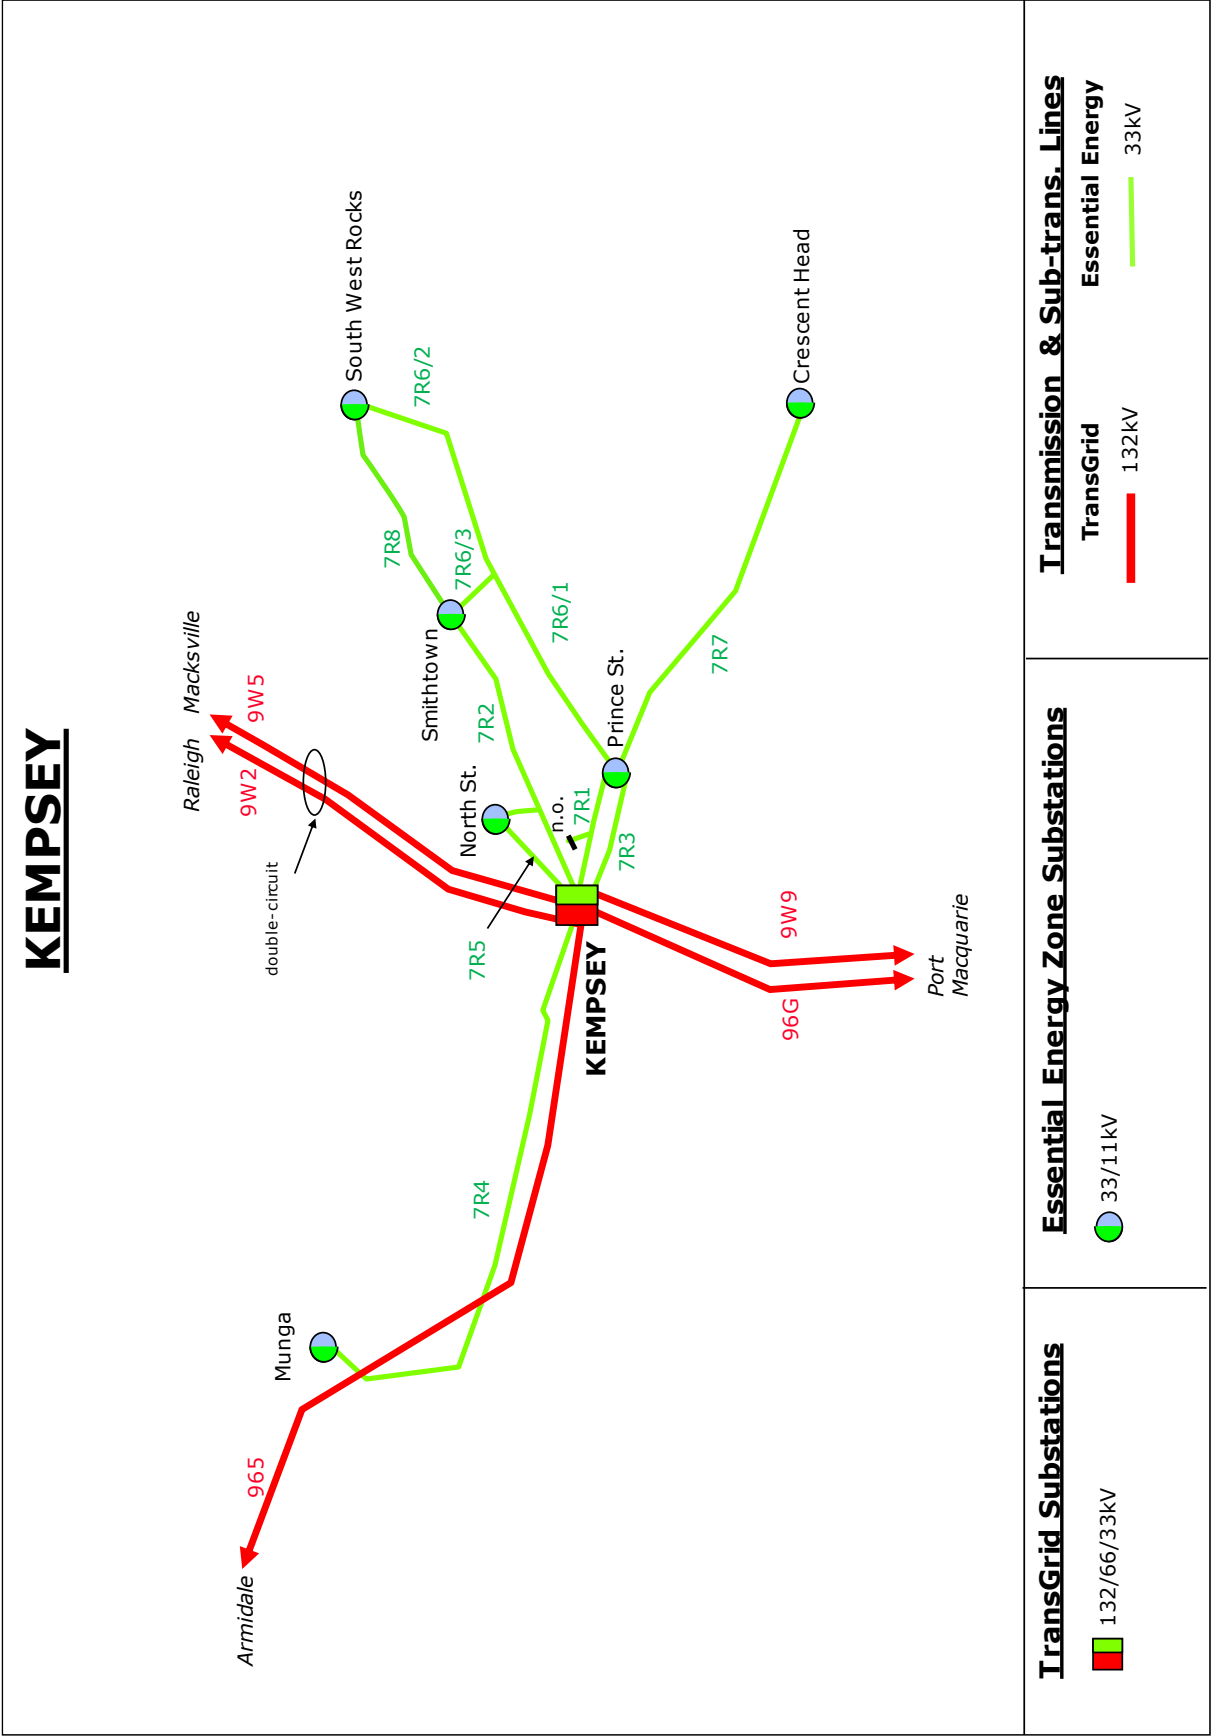 KEMPSEY
Armidale
965
Munga
7R4
Raleigh
Macksville
9W2
9W5
double-circuit
7R5
North St.
7R2
Smithtown
7R8
7R6/3
South West Rocks
7R6/2
7R6/1
n.o.
7R1
7R3
Prince St.
7R7
Crescent Head
KEMPSEY
96G
9W9
Port
Macquarie
TransGrid Substations
132/66/33kV
Essential Energy Zone Substations
33/11kV
Transmission & Sub-trans. Lines
TransGrid
Essential Energy
132kV
33kV